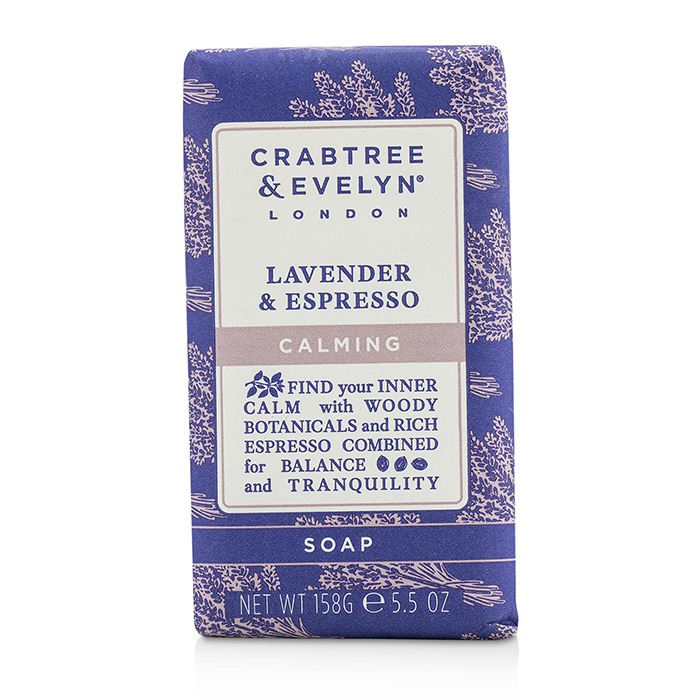 CRABTREE
& EVELYN®
LONDON
LAVENDER
& ESPRESSO
CALMING
FIND your INNER
CALM with WOODY
BOTANICALS and RICH
ESPRESSO COMBINED
for BALANCE
and TRANQUILITY
SOAP
NET WT 158G ℮ 5.5 OZ